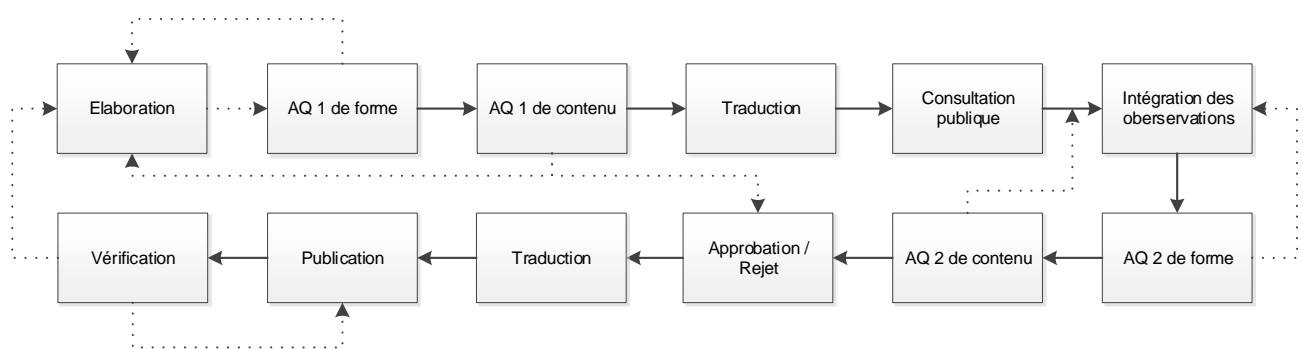 Elaboration
AQ 1 de forme
AQ 1 de contenu
Traduction
Consultation
publique
Intégration des
oberservations
Vérification
Publication
Traduction
Approbation /
Rejet
AQ 2 de contenu
AQ 2 de forme